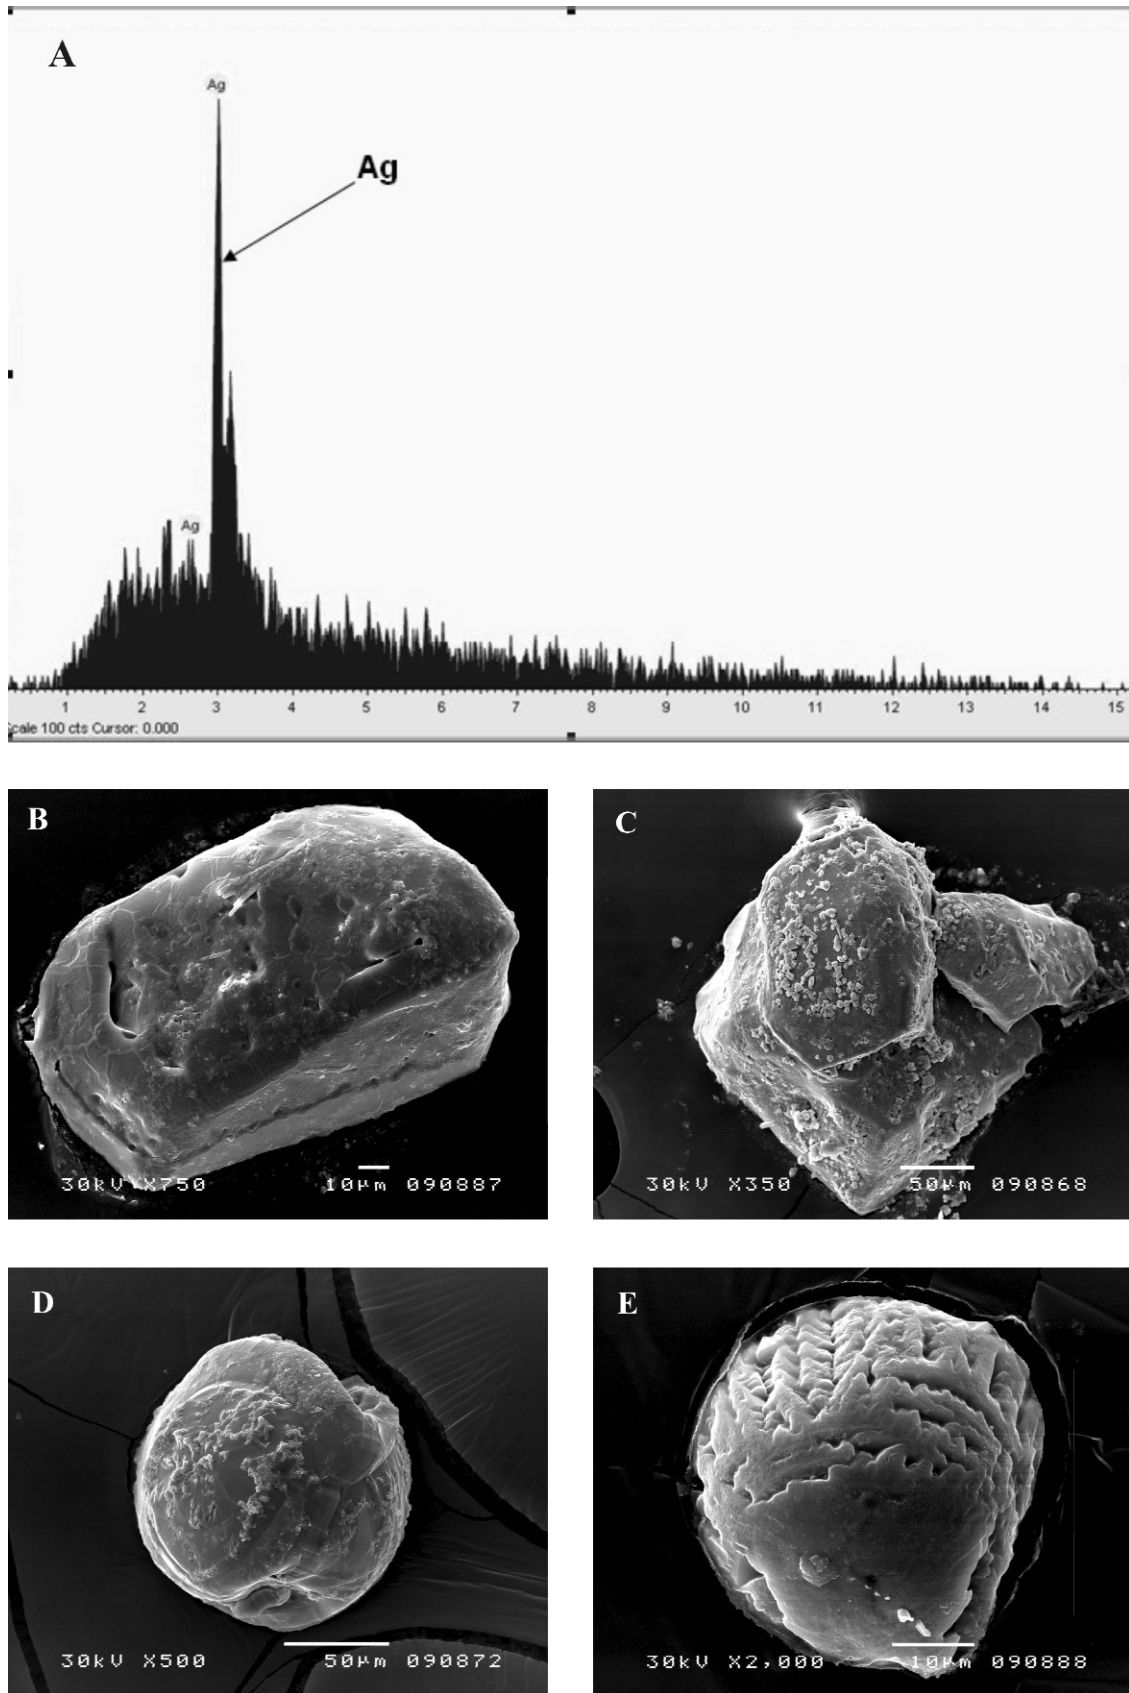 A
Ag
Ag
Ag
1 2 3 4 5 6 7 8 9 10 11 12 13 14 15
cale 100 cts Cursor: 0.000
B
30kV X750 10µm 090887
C
30kV X350 50µm 090868
D
30kV X500 50µm 090872
E
30kV X2,000 10µm 090888